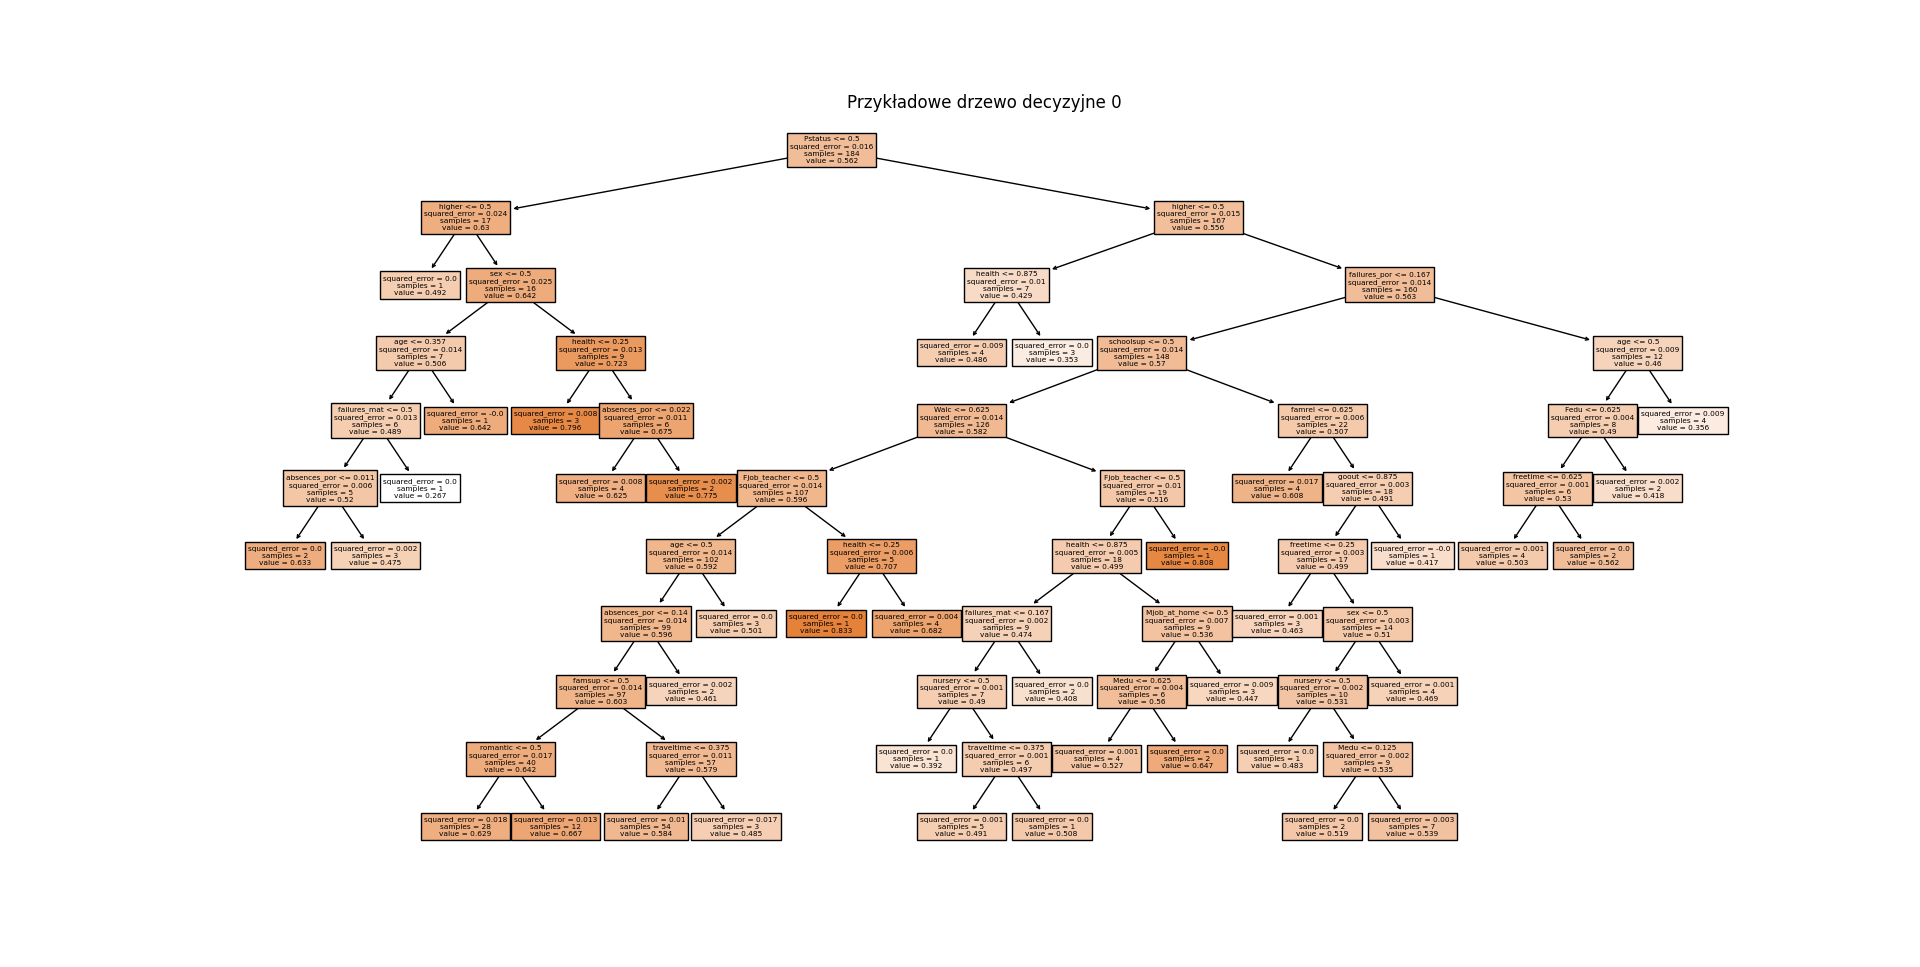 Przykładowe drzewo decyzyjne 0
Pstatus <= 0.5
squared_error = 0.016
samples = 184
value = 0.562
higher <= 0.5
squared_error = 0.024
samples = 17
value = 0.63
higher <= 0.5
squared_error = 0.015
samples = 167
value = 0.556
squared_error = 0.0
samples = 1
value = 0.492
sex <= 0.5
squared_error = 0.025
samples = 16
value = 0.642
health <= 0.875
squared_error = 0.01
samples = 7
value = 0.429
failures_por <= 0.167
squared_error = 0.014
samples = 160
value = 0.563
age <= 0.357
squared_error = 0.014
samples = 7
value = 0.506
health <= 0.25
squared_error = 0.013
samples = 9
value = 0.723
squared_error = 0.009
samples = 4
value = 0.486
squared_error = 0.0
samples = 3
value = 0.353
schoolsup <= 0.5
squared_error = 0.014
samples = 148
value = 0.57
age <= 0.5
squared_error = 0.009
samples = 12
value = 0.46
failures_mat <= 0.5
squared_error = 0.013
samples = 6
value = 0.489
squared_error = -0.0
samples = 1
value = 0.642
squared_error = 0.008
samples = 3
value = 0.796
absences_por <= 0.022
squared_error = 0.011
samples = 6
value = 0.675
Walc <= 0.625
squared_error = 0.014
samples = 126
value = 0.582
famrel <= 0.625
squared_error = 0.006
samples = 22
value = 0.507
Fedu <= 0.625
squared_error = 0.004
samples = 8
value = 0.49
squared_error = 0.009
samples = 4
value = 0.356
absences_por <= 0.011
squared_error = 0.006
samples = 5
value = 0.52
squared_error = 0.0
samples = 1
value = 0.267
squared_error = 0.008
samples = 4
value = 0.625
squared_error = 0.002
samples = 2
value = 0.775
Fjob_teacher <= 0.5
squared_error = 0.014
samples = 107
value = 0.596
Fjob_teacher <= 0.5
squared_error = 0.01
samples = 19
value = 0.516
squared_error = 0.017
samples = 4
value = 0.608
goout <= 0.875
squared_error = 0.003
samples = 18
value = 0.491
freetime <= 0.625
squared_error = 0.001
samples = 6
value = 0.53
squared_error = 0.002
samples = 2
value = 0.418
squared_error = 0.0
samples = 2
value = 0.633
squared_error = 0.002
samples = 3
value = 0.475
age <= 0.5
squared_error = 0.014
samples = 102
value = 0.592
health <= 0.25
squared_error = 0.006
samples = 5
value = 0.707
health <= 0.875
squared_error = 0.005
samples = 18
value = 0.499
squared_error = -0.0
samples = 1
value = 0.808
freetime <= 0.25
squared_error = 0.003
samples = 17
value = 0.499
squared_error = -0.0
samples = 1
value = 0.417
squared_error = 0.001
samples = 4
value = 0.503
squared_error = 0.0
samples = 2
value = 0.562
absences_por <= 0.14
squared_error = 0.014
samples = 99
value = 0.596
squared_error = 0.0
samples = 3
value = 0.501
squared_error = 0.0
samples = 1
value = 0.833
squared_error = 0.004
samples = 4
value = 0.682
failures_mat <= 0.167
squared_error = 0.002
samples = 9
value = 0.474
Mjob_at_home <= 0.5
squared_error = 0.007
samples = 9
value = 0.536
squared_error = 0.001
samples = 3
value = 0.463
sex <= 0.5
squared_error = 0.003
samples = 14
value = 0.51
famsup <= 0.5
squared_error = 0.014
samples = 97
value = 0.603
squared_error = 0.002
samples = 2
value = 0.461
nursery <= 0.5
squared_error = 0.001
samples = 7
value = 0.49
squared_error = 0.0
samples = 2
value = 0.408
Medu <= 0.625
squared_error = 0.004
samples = 6
value = 0.56
squared_error = 0.009
samples = 3
value = 0.447
nursery <= 0.5
squared_error = 0.002
samples = 10
value = 0.531
squared_error = 0.001
samples = 4
value = 0.469
romantic <= 0.5
squared_error = 0.017
samples = 40
value = 0.642
traveltime <= 0.375
squared_error = 0.011
samples = 57
value = 0.579
squared_error = 0.0
samples = 1
value = 0.392
traveltime <= 0.375
squared_error = 0.001
samples = 6
value = 0.497
squared_error = 0.001
samples = 4
value = 0.527
squared_error = 0.0
samples = 2
value = 0.647
squared_error = 0.0
samples = 1
value = 0.483
Medu <= 0.125
squared_error = 0.002
samples = 9
value = 0.535
squared_error = 0.018
samples = 28
value = 0.629
squared_error = 0.013
samples = 12
value = 0.667
squared_error = 0.01
samples = 54
value = 0.584
squared_error = 0.017
samples = 3
value = 0.485
squared_error = 0.001
samples = 5
value = 0.491
squared_error = 0.0
samples = 1
value = 0.508
squared_error = 0.0
samples = 2
value = 0.519
squared_error = 0.003
samples = 7
value = 0.539